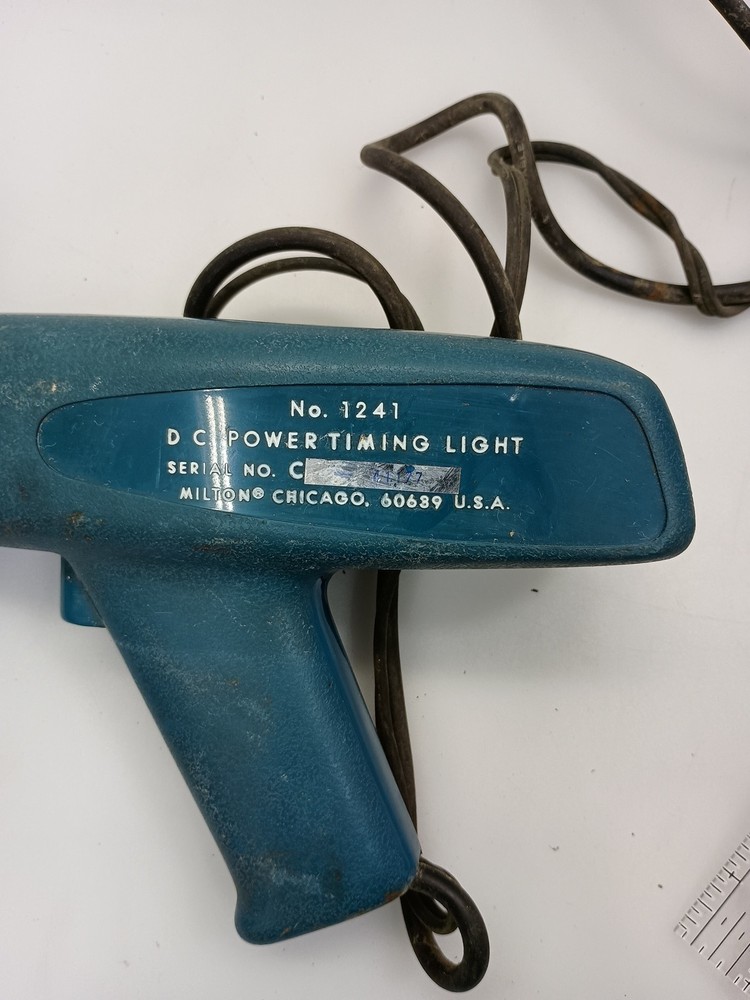 No. 1241
D C POWER TIMING LIGHT
SERIAL NO. C
MILTON® CHICAGO, 60639 U.S.A.